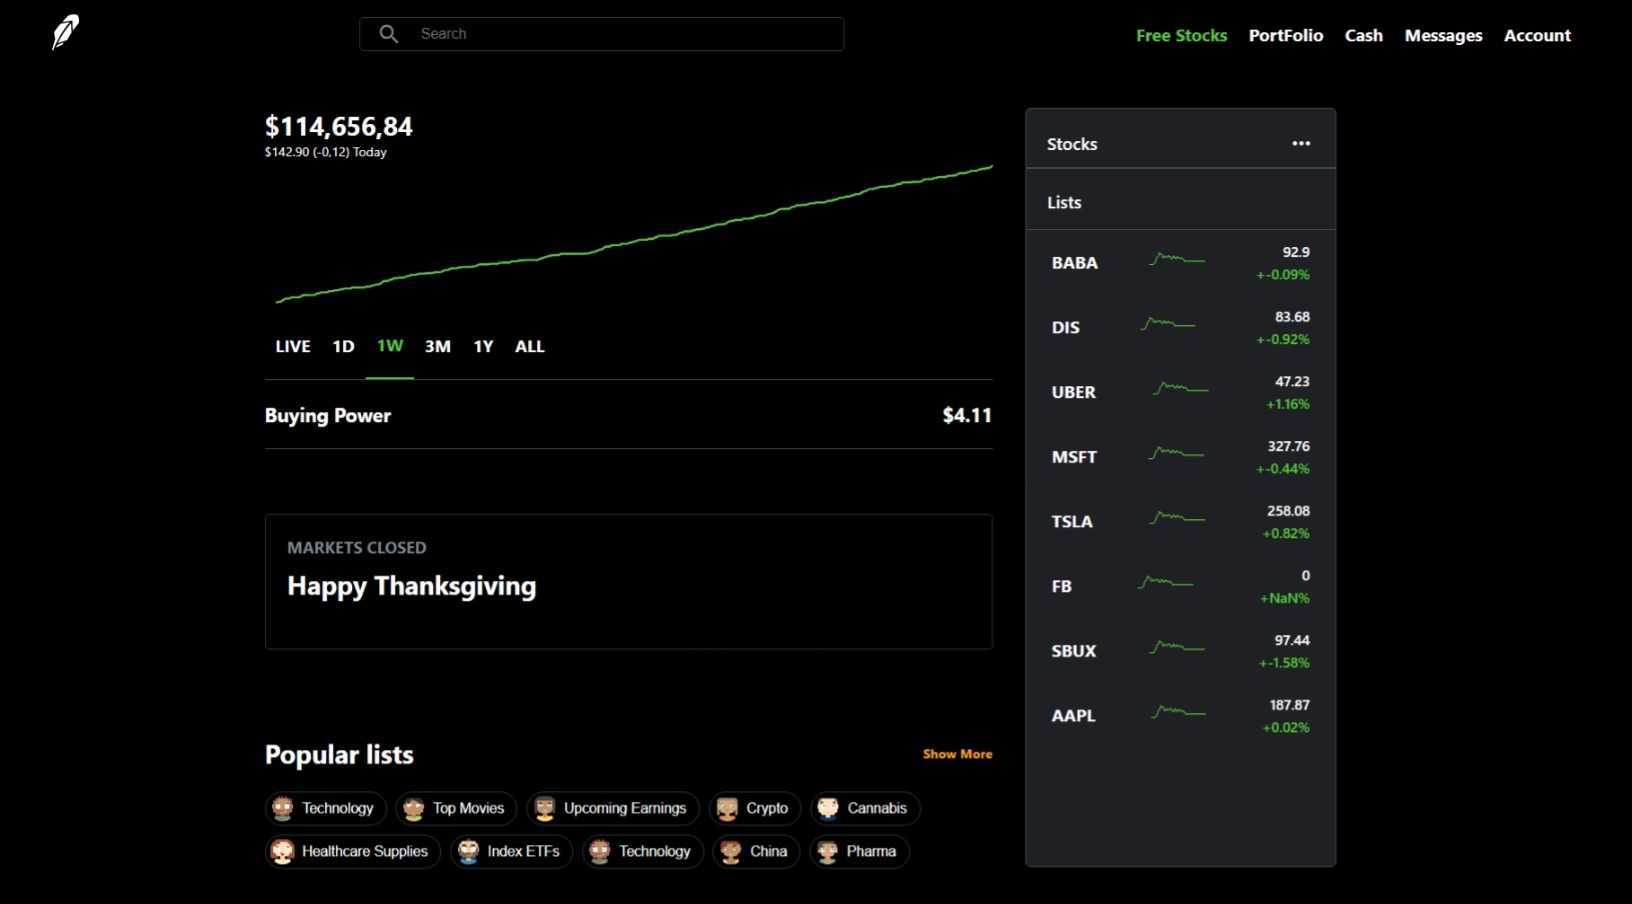 Search
Free Stocks PortFolio Cash Messages Account
$114,656,84
$142.90 (-0,12) Today
LIVE 1D 1W 3M 1Y ALL
Buying Power $4.11
MARKETS CLOSED
Happy Thanksgiving
Popular lists Show More
Technology Top Movies Upcoming Earnings Crypto Cannabis
Healthcare Supplies Index ETFs Technology China Pharma
Stocks
Lists
BABA 92.9
+-0.09%
DIS 83.68
+-0.92%
UBER 47.23
+1.16%
MSFT 327.76
+-0.44%
TSLA 258.08
+0.82%
FB 0
+NaN%
SBUX 97.44
+-1.58%
AAPL 187.87
+0.02%